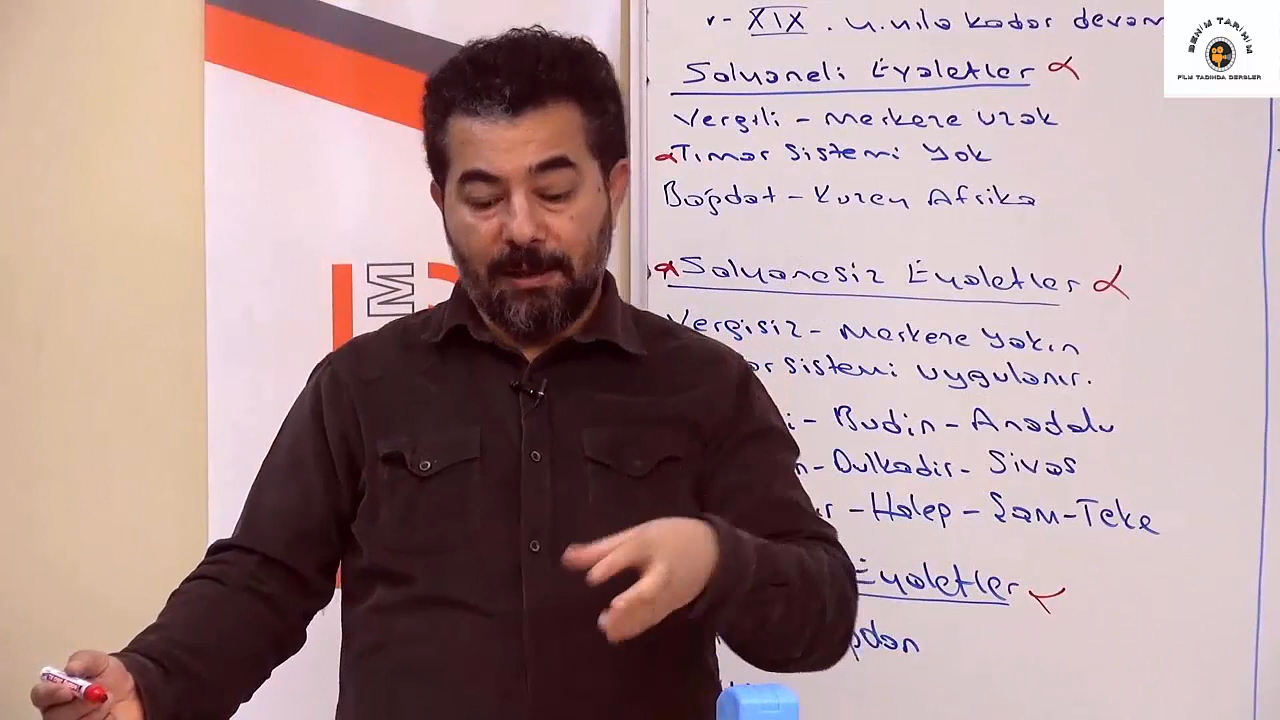 XIX. y.yıla kadar devam
Salyaneli Eyaletler
Vergili - Merkeze uzak
Tımar Sistemi Yok
Bağdat - Kuzey Afrika
Salyanesiz Eyaletler
Vergisiz - Merkeze Yakın
sistemi uygulanır.
- Budin - Anadolu
- Dulkadir - Sivas
- Halep - Şam - Teke
Eyaletler
BENİM TARİHİM
FİLM TADINDA DERSLER